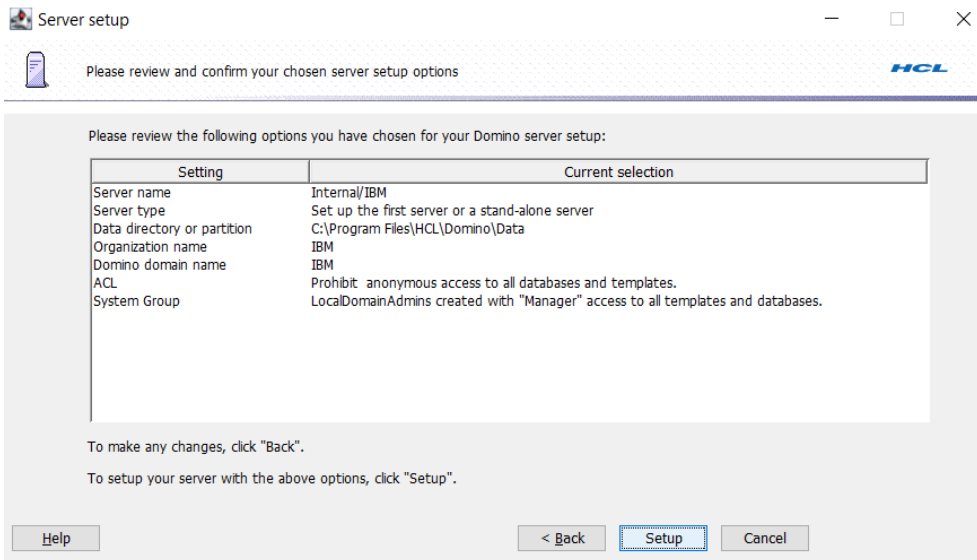 Server setup
Please review and confirm your chosen server setup options
HCL
Please review the following options you have chosen for your Domino server setup:
Setting Current selection
Server name Internal/IBM
Server type Set up the first server or a stand-alone server
Data directory or partition C:\Program Files\HCL\Domino\Data
Organization name IBM
Domino domain name IBM
ACL Prohibit anonymous access to all databases and templates.
System Group LocalDomainAdmins created with "Manager" access to all templates and databases.
To make any changes, click "Back".
To setup your server with the above options, click "Setup".
Help < Back Setup Cancel